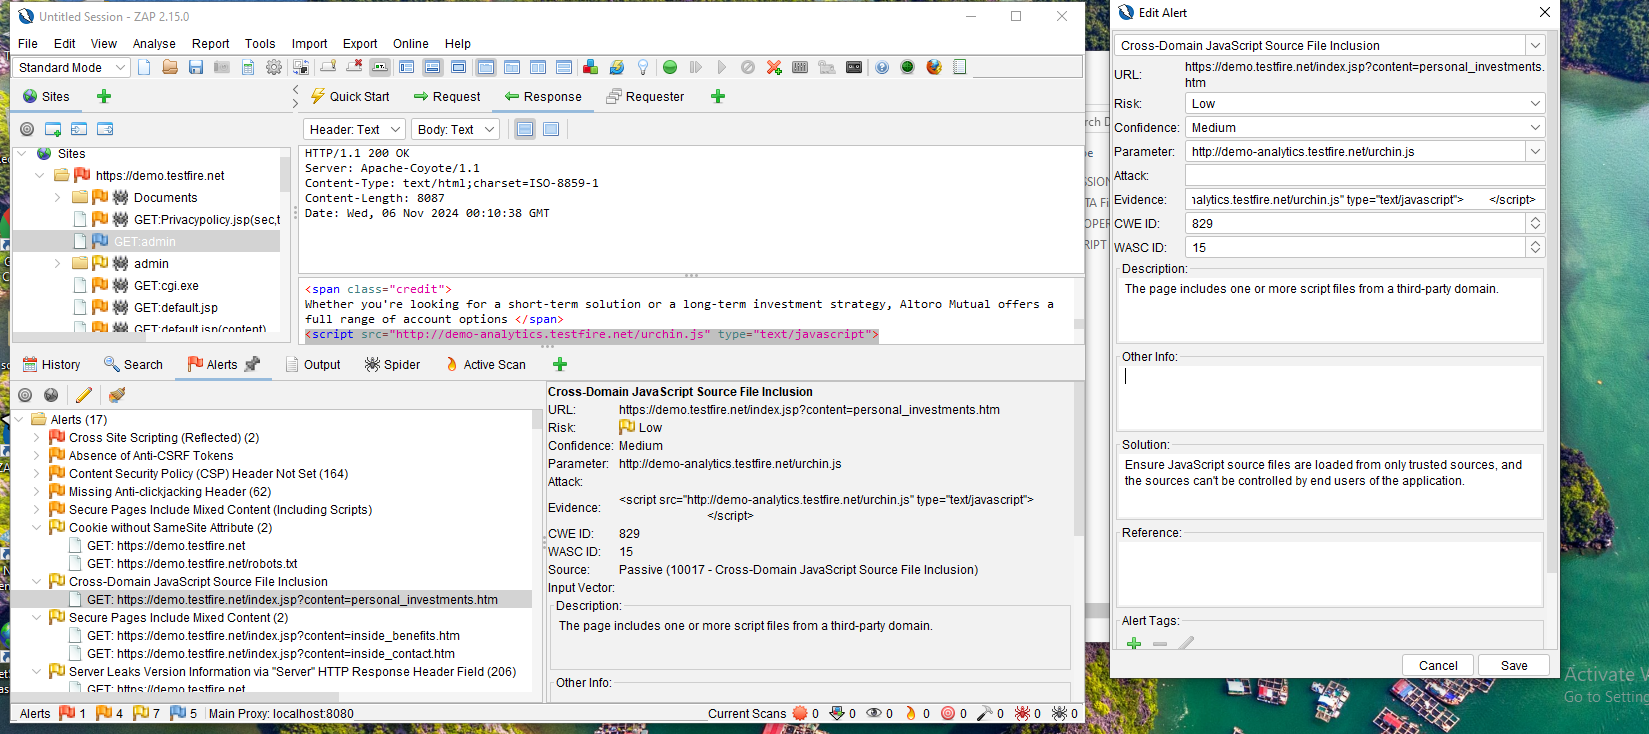 Untitled Session - ZAP 2.15.0
File Edit View Analyse Report Tools Import Export Online Help
Standard Mode
Sites
Quick Start Request Response Requester
Header: Text Body: Text
Sites
https://demo.testfire.net
Documents
GET:Privacypolicy.jsp(sec,t
GET:admin
admin
GET:cgi.exe
GET:default.jsp
GET:default.jsp(content)
HTTP/1.1 200 OK
Server: Apache-Coyote/1.1
Content-Type: text/html;charset=ISO-8859-1
Content-Length: 8087
Date: Wed, 06 Nov 2024 00:10:38 GMT
<span class="credit">
Whether you're looking for a short-term solution or a long-term investment strategy, Altoro Mutual offers a
full range of account options </span>
<script src="http://demo-analytics.testfire.net/urchin.js" type="text/javascript">
History Search Alerts Output Spider Active Scan
Alerts (17)
Cross Site Scripting (Reflected) (2)
Absence of Anti-CSRF Tokens
Content Security Policy (CSP) Header Not Set (164)
Missing Anti-clickjacking Header (62)
Secure Pages Include Mixed Content (Including Scripts)
Cookie without SameSite Attribute (2)
GET: https://demo.testfire.net
GET: https://demo.testfire.net/robots.txt
Cross-Domain JavaScript Source File Inclusion
GET: https://demo.testfire.net/index.jsp?content=personal_investments.htm
Secure Pages Include Mixed Content (2)
GET: https://demo.testfire.net/index.jsp?content=inside_benefits.htm
GET: https://demo.testfire.net/index.jsp?content=inside_contact.htm
Server Leaks Version Information via "Server" HTTP Response Header Field (206)
GET: https://demo.testfire.net
Cross-Domain JavaScript Source File Inclusion
URL: https://demo.testfire.net/index.jsp?content=personal_investments.htm
Risk: Low
Confidence: Medium
Parameter: http://demo-analytics.testfire.net/urchin.js
Attack:
Evidence: <script src="http://demo-analytics.testfire.net/urchin.js" type="text/javascript">
</script>
CWE ID: 829
WASC ID: 15
Source: Passive (10017 - Cross-Domain JavaScript Source File Inclusion)
Input Vector:
Description:
The page includes one or more script files from a third-party domain.
Other Info:
Alerts 1 4 7 5 Main Proxy: localhost:8080
Current Scans 0 0 0 0 0 0 0 0
Edit Alert
Cross-Domain JavaScript Source File Inclusion
URL: https://demo.testfire.net/index.jsp?content=personal_investments.
htm
Risk: Low
Confidence: Medium
Parameter: http://demo-analytics.testfire.net/urchin.js
Attack:
Evidence: nalytics.testfire.net/urchin.js" type="text/javascript"> </script>
CWE ID: 829
WASC ID: 15
Description:
The page includes one or more script files from a third-party domain.
Other Info:
Solution:
Ensure JavaScript source files are loaded from only trusted sources, and
the sources can't be controlled by end users of the application.
Reference:
Alert Tags:
Cancel Save
Activate W
Go to Setting